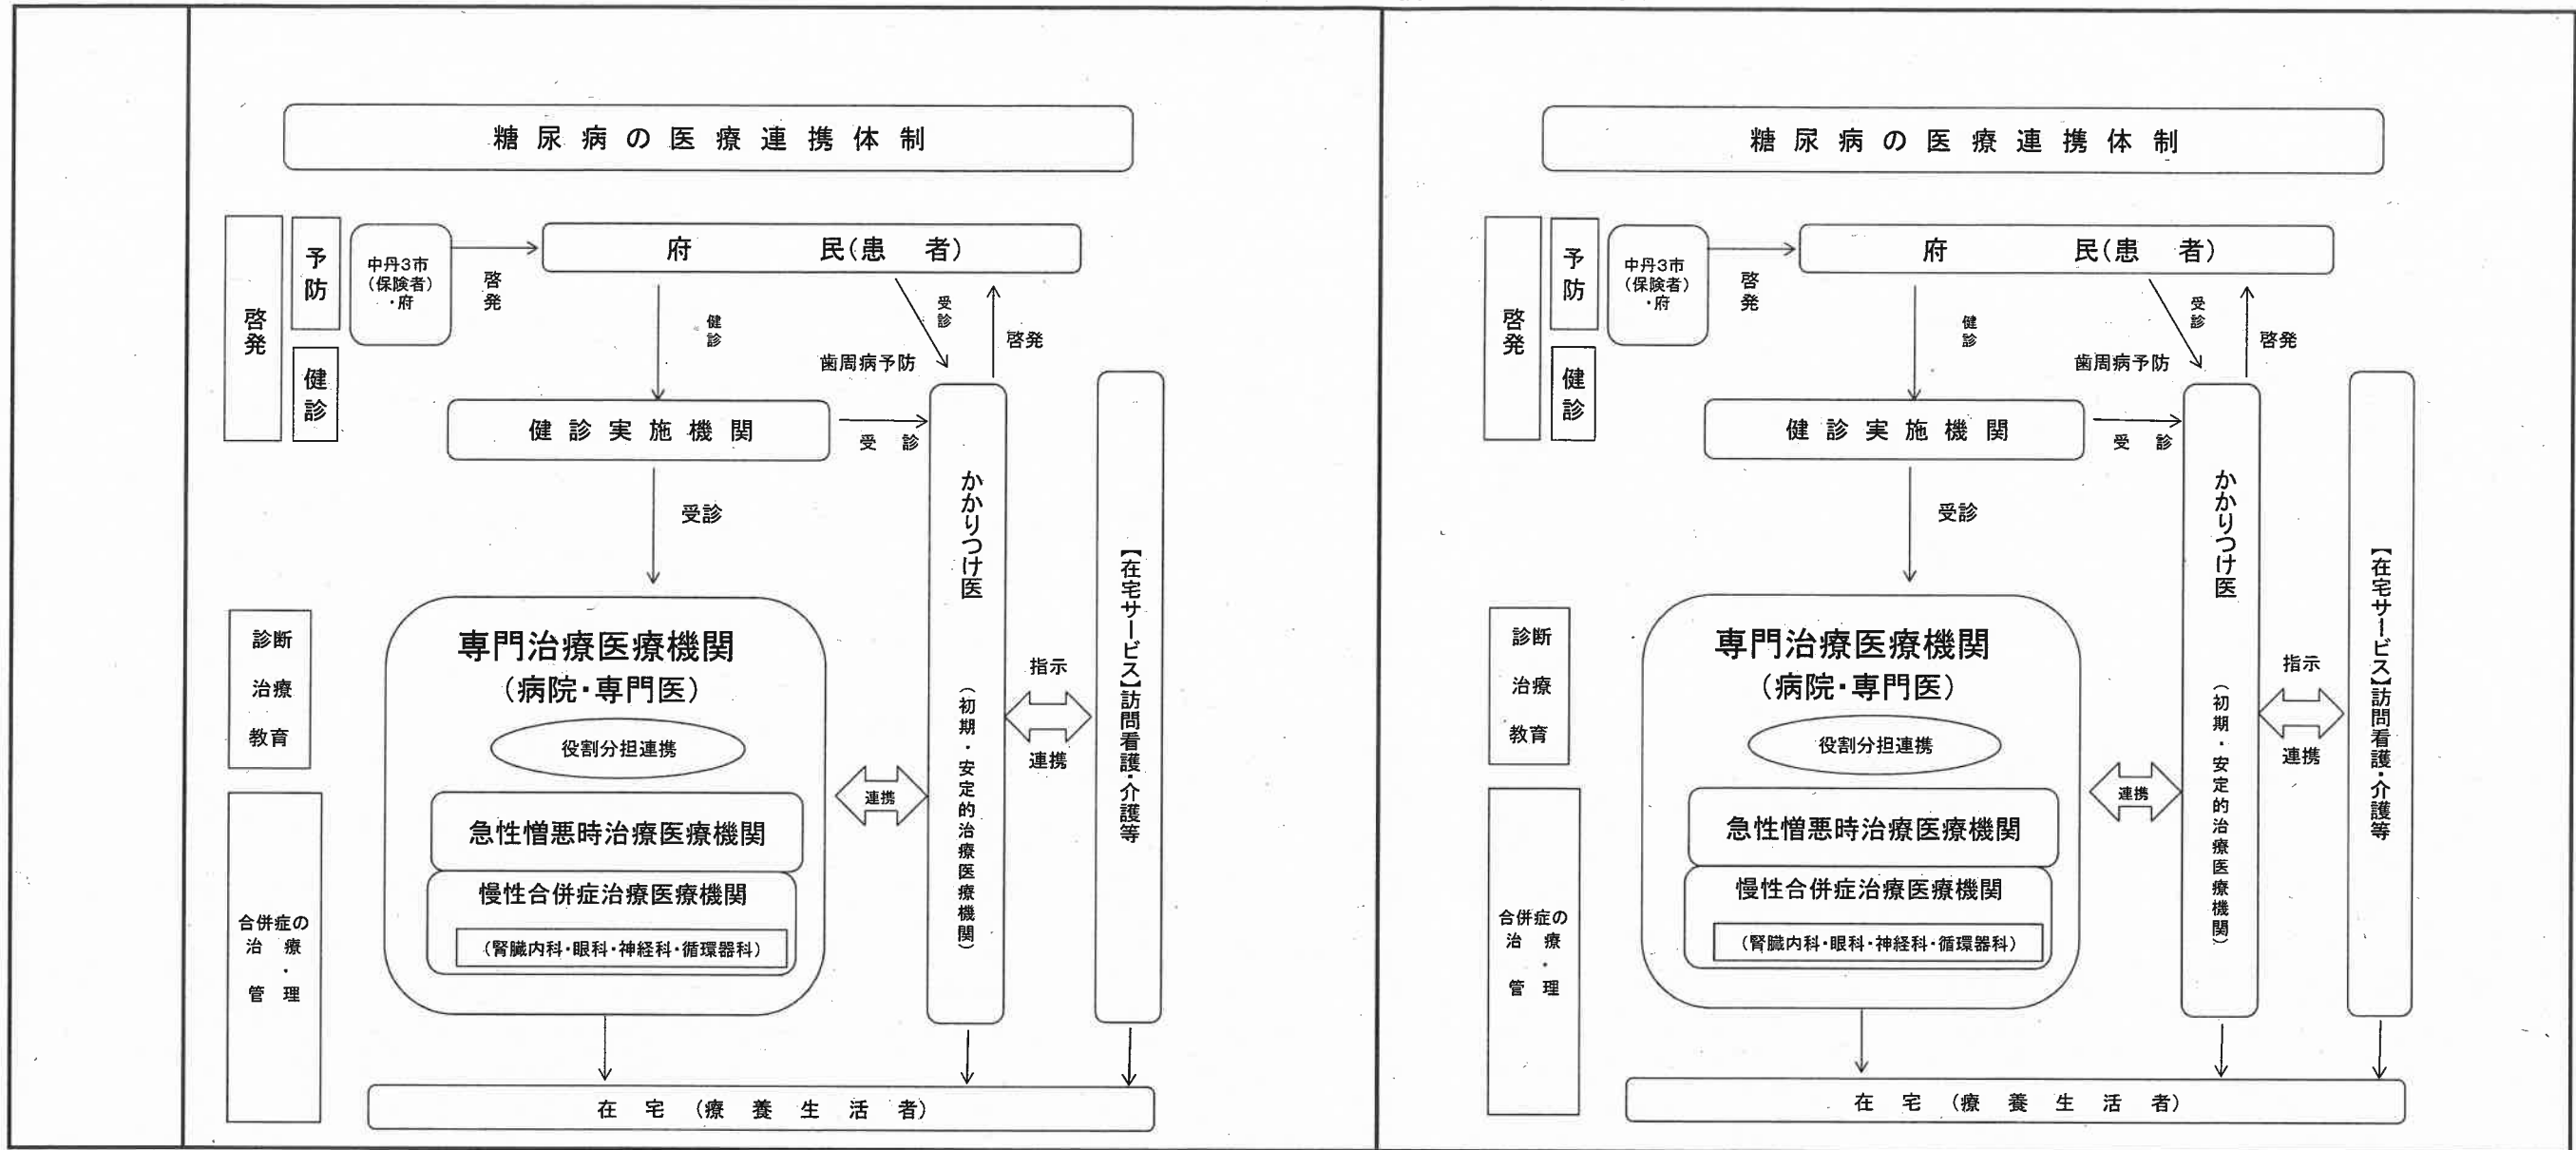 糖尿病の医療連携体制
啓発
予防
健診
中丹3市
(保険者)
・府
啓発
府 民(患 者)
健診
受診
啓発
歯周病予防
健診実施機関
受 診
受診
かかりつけ医
(初期・安定的治療医療機関)
【在宅サービス】訪問看護・介護等
指示
連携
診断
治療
教育
専門治療医療機関
(病院・専門医)
役割分担連携
連携
急性憎悪時治療医療機関
慢性合併症治療医療機関
(腎臓内科・眼科・神経科・循環器科)
合併症の
治 療
・
管 理
在 宅 (療 養 生 活 者)
糖尿病の医療連携体制
啓発
予防
健診
中丹3市
(保険者)
・府
啓発
府 民(患 者)
健診
受診
啓発
歯周病予防
健診実施機関
受 診
受診
かかりつけ医
(初期・安定的治療医療機関)
【在宅サービス】訪問看護・介護等
指示
連携
診断
治療
教育
専門治療医療機関
(病院・専門医)
役割分担連携
連携
急性憎悪時治療医療機関
慢性合併症治療医療機関
(腎臓内科・眼科・神経科・循環器科)
合併症の
治 療
・
管 理
在 宅 (療 養 生 活 者)